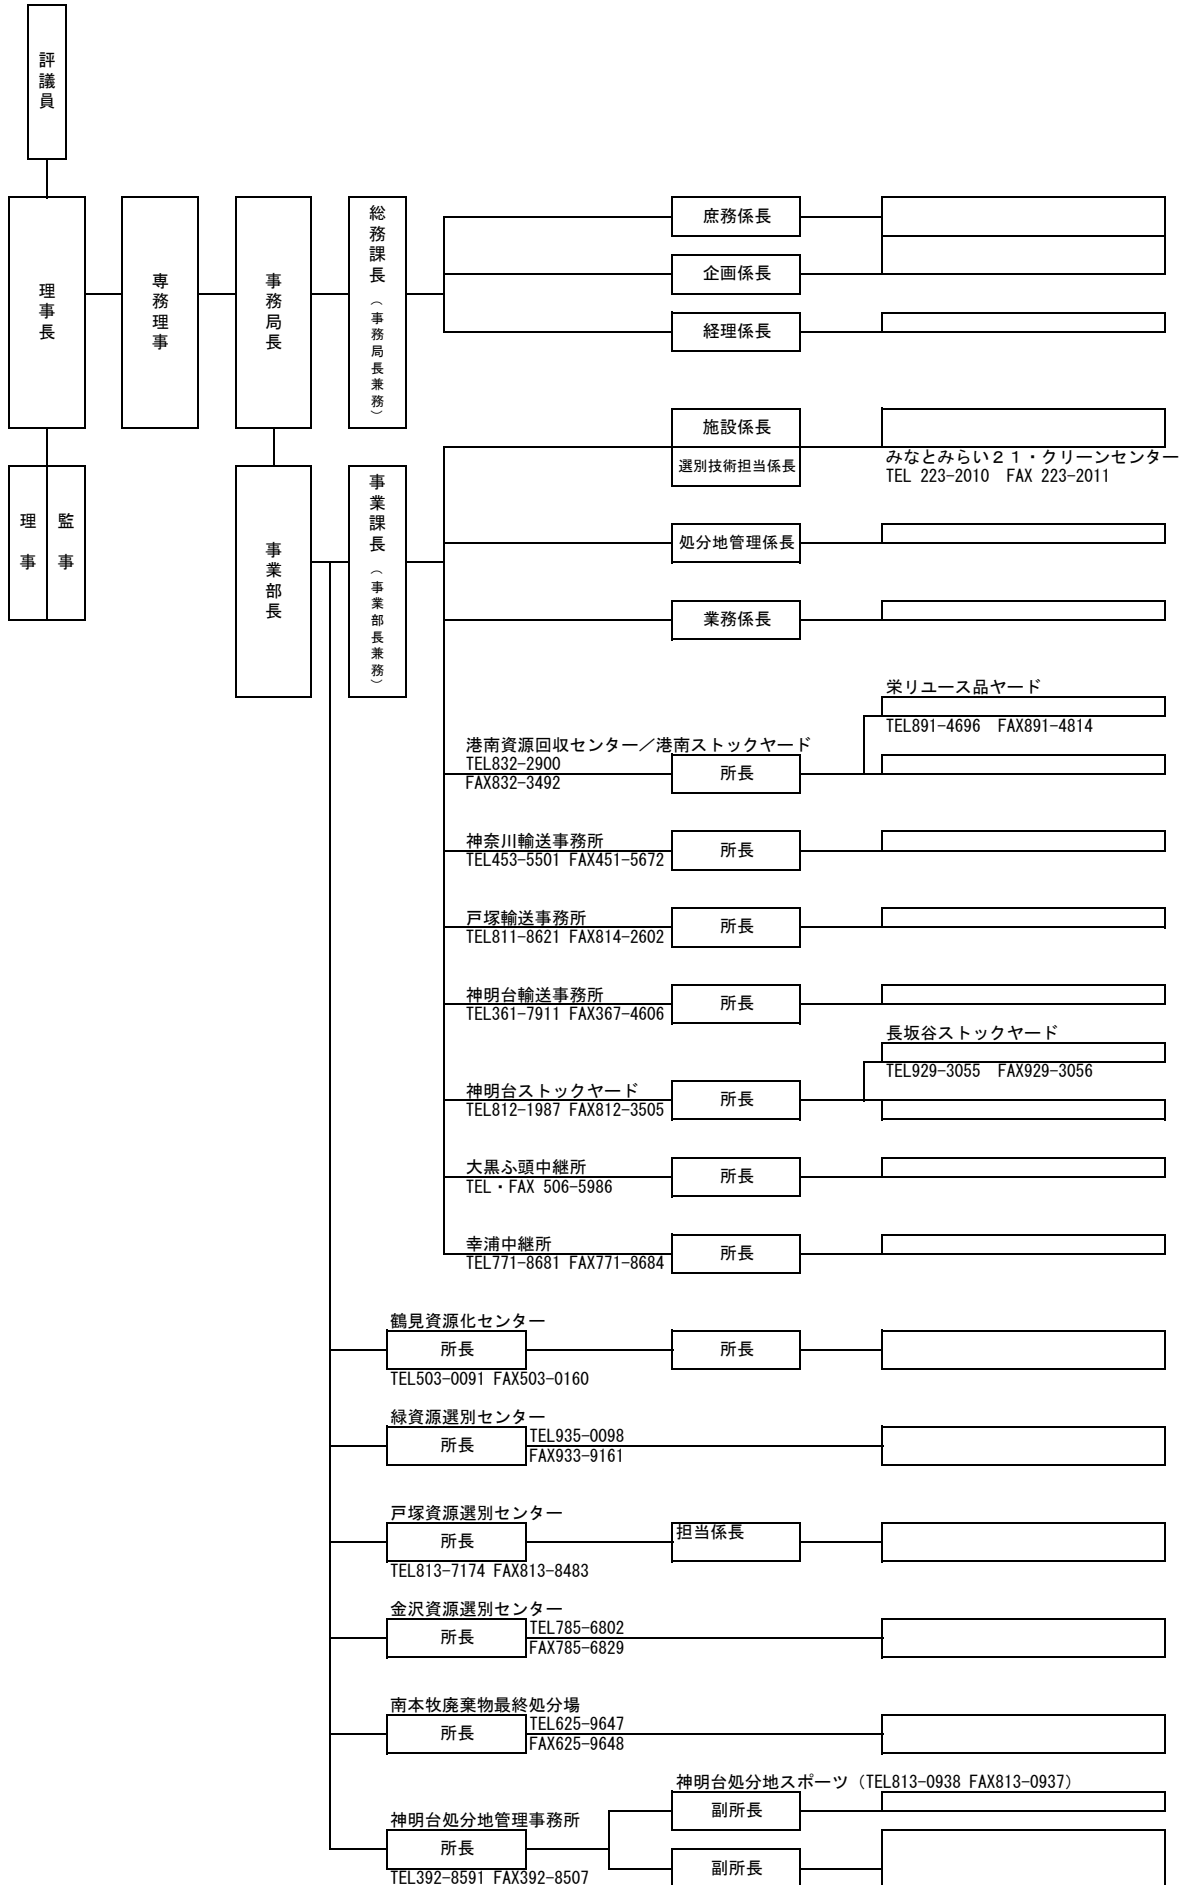 評議員
理事長
専務理事
事務局長
総務課長（事務局長兼務）
庶務係長
企画係長
経理係長
理事
監事
事業部長
事業課長（事業部長兼務）
施設係長
選別技術担当係長
みなとみらい２１・クリーンセンター
TEL 223-2010 FAX 223-2011
処分地管理係長
業務係長
栄リユース品ヤード
TEL891-4696 FAX891-4814
港南資源回収センター／港南ストックヤード
TEL832-2900
FAX832-3492
所長
神奈川輸送事務所
TEL453-5501 FAX451-5672
所長
戸塚輸送事務所
TEL811-8621 FAX814-2602
所長
神明台輸送事務所
TEL361-7911 FAX367-4606
所長
長坂谷ストックヤード
TEL929-3055 FAX929-3056
神明台ストックヤード
TEL812-1987 FAX812-3505
所長
大黒ふ頭中継所
TEL・FAX 506-5986
所長
幸浦中継所
TEL771-8681 FAX771-8684
所長
鶴見資源化センター
所長
所長
TEL503-0091 FAX503-0160
緑資源選別センター
所長
TEL935-0098
FAX933-9161
戸塚資源選別センター
所長
担当係長
TEL813-7174 FAX813-8483
金沢資源選別センター
所長
TEL785-6802
FAX785-6829
南本牧廃棄物最終処分場
所長
TEL625-9647
FAX625-9648
神明台処分地スポーツ（TEL813-0938 FAX813-0937）
副所長
神明台処分地管理事務所
所長
TEL392-8591 FAX392-8507
副所長